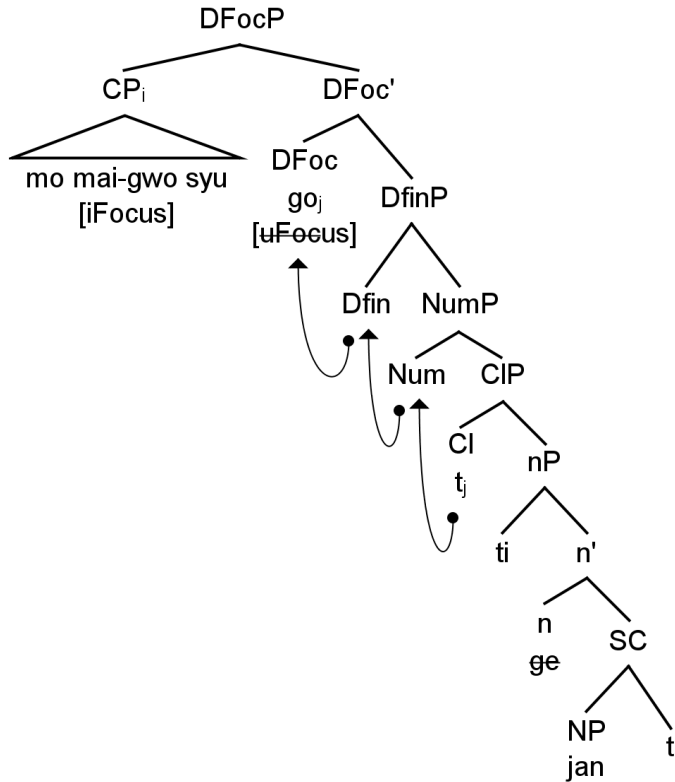 DFocP
CPi DFoc'
mo mai-gwo syu
[iFocus]
DFoc
goj
[uFocus]
DfinP
Dfin NumP
Num ClP
Cl
tj
nP
ti n'
n
ge
SC
NP
jan
t